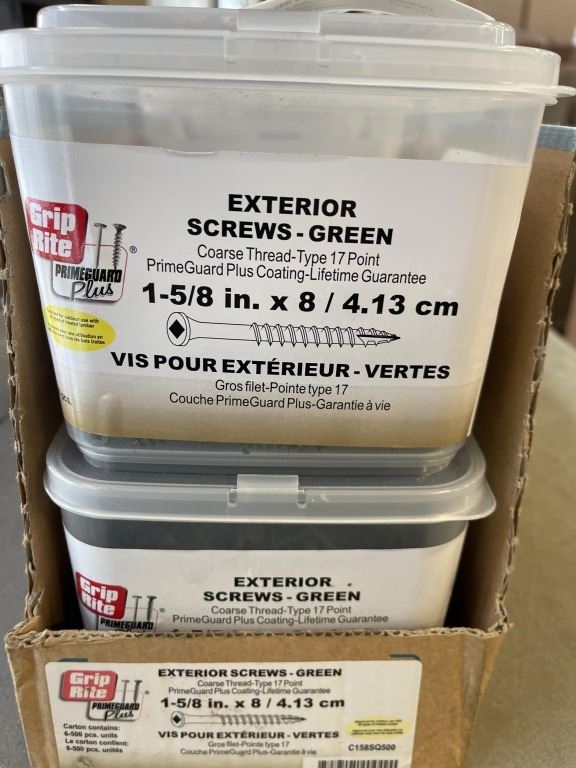 EXTERIOR
SCREWS - GREEN
Grip
Rite
®
PRIMEGUARD
Plus
Coarse Thread-Type 17 Point
PrimeGuard Plus Coating-Lifetime Guarantee
1-5/8 in. x 8 / 4.13 cm
VIS POUR EXTÉRIEUR - VERTES
Gros filet-Pointe type 17
Couche PrimeGuard Plus-Garantie à vie
pcs.
Grip
Rite
PRIMEGUARD
EXTERIOR
SCREWS - GREEN
Coarse Thread-Type 17 Point
PrimeGuard Plus Coating-Lifetime Guarantee
Grip
Rite
PRIMEGUARD
Plus
EXTERIOR SCREWS - GREEN
Coarse Thread-Type 17 Point
PrimeGuard Plus Coating-Lifetime Guarantee
1-5/8 in. x 8 / 4.13 cm
Carton contains:
6-500 pcs. units
Le carton contient:
6-500 pcs. unités
VIS POUR EXTÉRIEUR - VERTES
Gros filet-Pointe type 17
Couche PrimeGuard Plus-Garantie à vie
C158SQ500